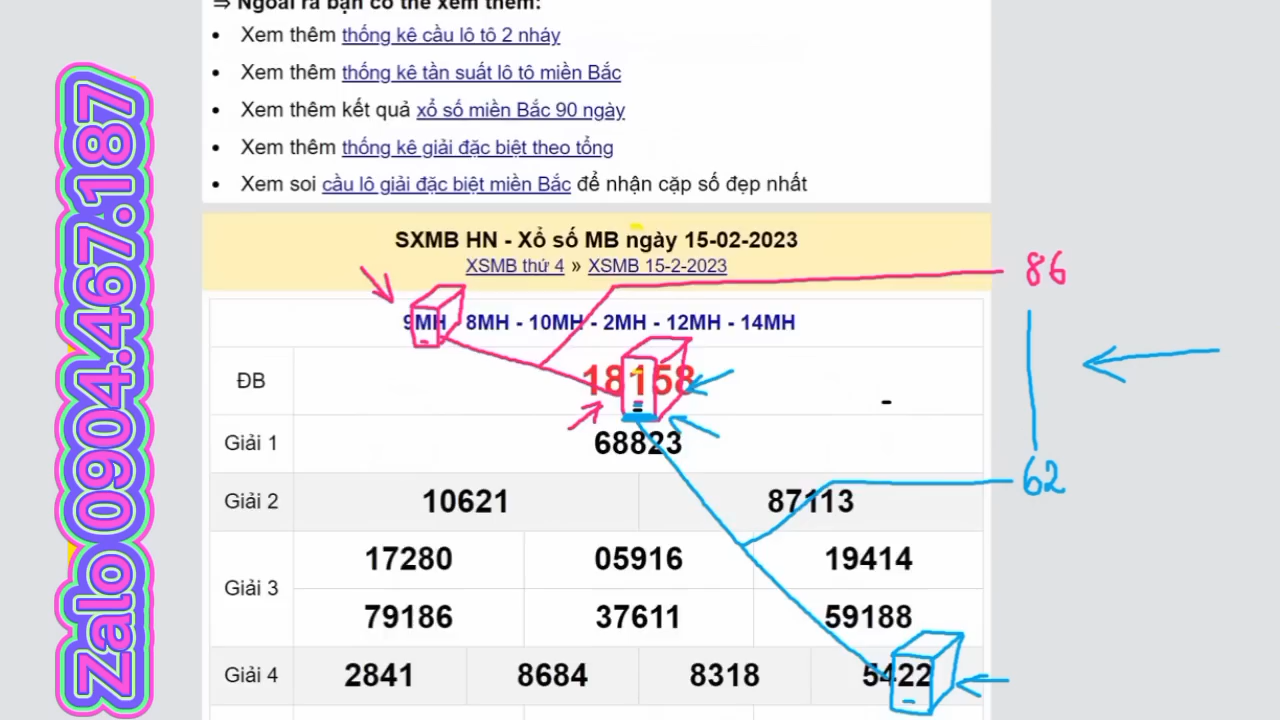 ⇒ Ngoài ra bạn có thể xem thêm:
• Xem thêm thống kê cầu lô tô 2 nháy
• Xem thêm thống kê tần suất lô tô miền Bắc
• Xem thêm kết quả xổ số miền Bắc 90 ngày
• Xem thêm thống kê giải đặc biệt theo tổng
• Xem soi cầu lô giải đặc biệt miền Bắc để nhận cặp số đẹp nhất
SXMB HN - Xổ số MB ngày 15-02-2023
XSMB thứ 4 » XSMB 15-2-2023
9MH - 8MH - 10MH - 2MH - 12MH - 14MH
ĐB 18158
Giải 1 68823
Giải 2 10621 87113
Giải 3 17280 05916 19414
79186 37611 59188
Giải 4 2841 8684 8318 5422
86
62
Zalo 0904.467.187